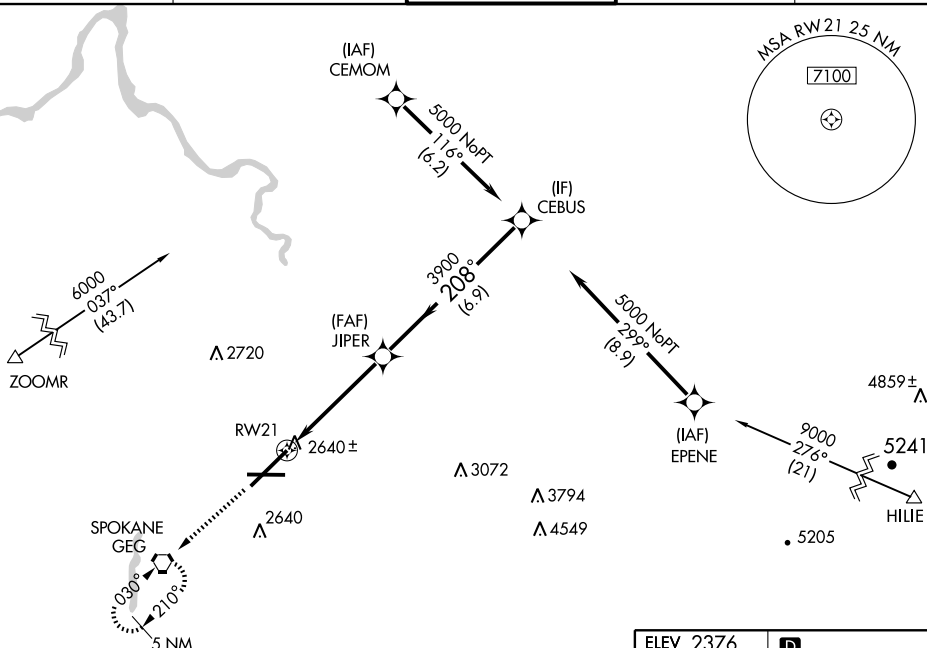 MSA RW21 25 NM
7100
(IAF)
CEMOM
5000 NoPT
116°
(6.2)
(IF)
CEBUS
3900
208°
(6.9)
6000
037°
(43.7)
ZOOMR
(FAF)
JIPER
2720
5000 NoPT
299°
(8.9)
4859±
(IAF)
EPENE
9000
276°
(21)
5241
HILIE
RW21
2640±
3072
3794
4549
5205
2640
SPOKANE
GEG
030°
210°
5 NM
ELEV 2376
D